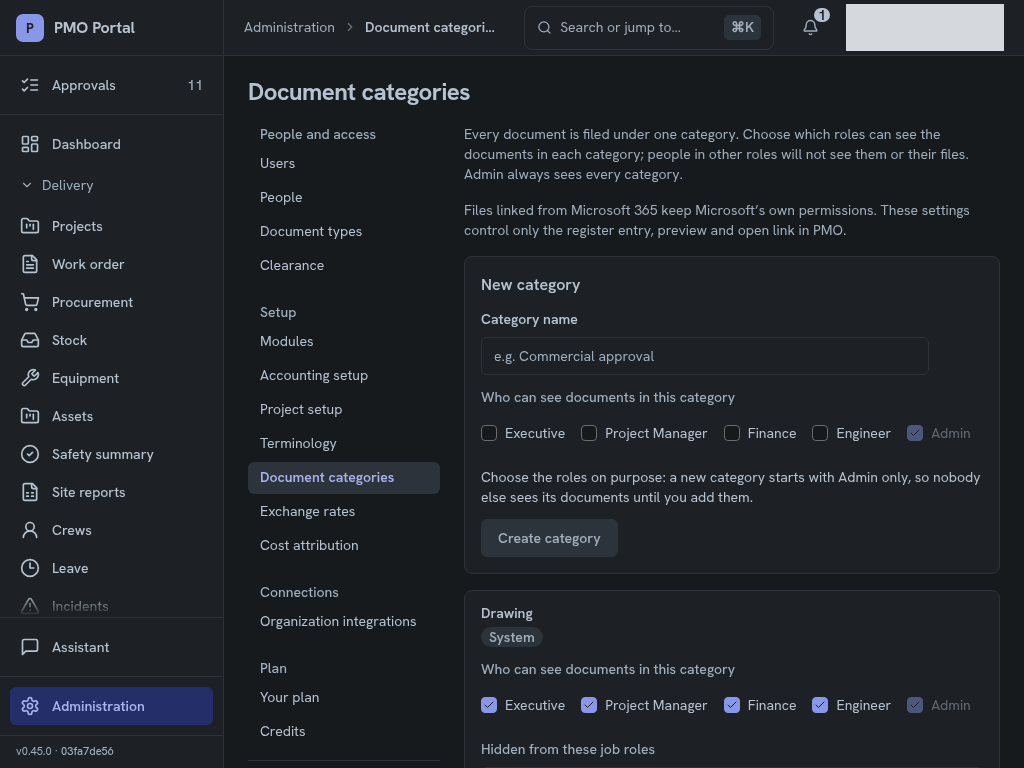 P PMO Portal
Administration > Document categori...
Search or jump to... ⌘K
1
Approvals 11
Dashboard
Delivery
Projects
Work order
Procurement
Stock
Equipment
Assets
Safety summary
Site reports
Crews
Leave
Incidents
Assistant
Administration
v0.45.0 · 03fa7de56
Document categories
People and access
Users
People
Document types
Clearance
Setup
Modules
Accounting setup
Project setup
Terminology
Document categories
Exchange rates
Cost attribution
Connections
Organization integrations
Plan
Your plan
Credits
Every document is filed under one category. Choose which roles can see the
documents in each category; people in other roles will not see them or their files.
Admin always sees every category.
Files linked from Microsoft 365 keep Microsoft’s own permissions. These settings
control only the register entry, preview and open link in PMO.
New category
Category name
e.g. Commercial approval
Who can see documents in this category
Executive Project Manager Finance Engineer Admin
Choose the roles on purpose: a new category starts with Admin only, so nobody
else sees its documents until you add them.
Create category
Drawing
System
Who can see documents in this category
Executive Project Manager Finance Engineer Admin
Hidden from these job roles